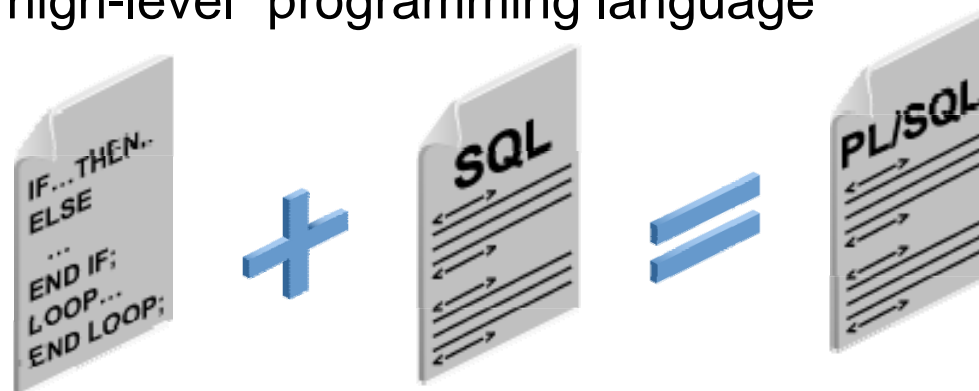 high-level programming language
IF...THEN..
ELSE
...
END IF;
LOOP...
END LOOP;
SQL
PL/SQL